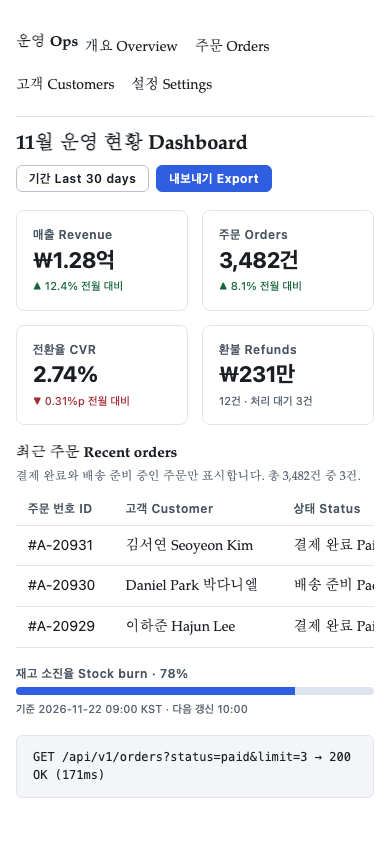 운영 Ops 개요 Overview 주문 Orders
고객 Customers 설정 Settings
11월 운영 현황 Dashboard
기간 Last 30 days 내보내기 Export
매출 Revenue
₩1.28억
▲ 12.4% 전월 대비
주문 Orders
3,482건
▲ 8.1% 전월 대비
전환율 CVR
2.74%
▼ 0.31%p 전월 대비
환불 Refunds
₩231만
12건 · 처리 대기 3건
최근 주문 Recent orders
결제 완료와 배송 준비 중인 주문만 표시합니다. 총 3,482건 중 3건.
주문 번호 ID 고객 Customer 상태 Status
#A-20931 김서연 Seoyeon Kim 결제 완료 Pai
#A-20930 Daniel Park 박다니엘 배송 준비 Pac
#A-20929 이하준 Hajun Lee 결제 완료 Pai
재고 소진율 Stock burn · 78%
기준 2026-11-22 09:00 KST · 다음 갱신 10:00
GET /api/v1/orders?status=paid&limit=3 → 200
OK (171ms)